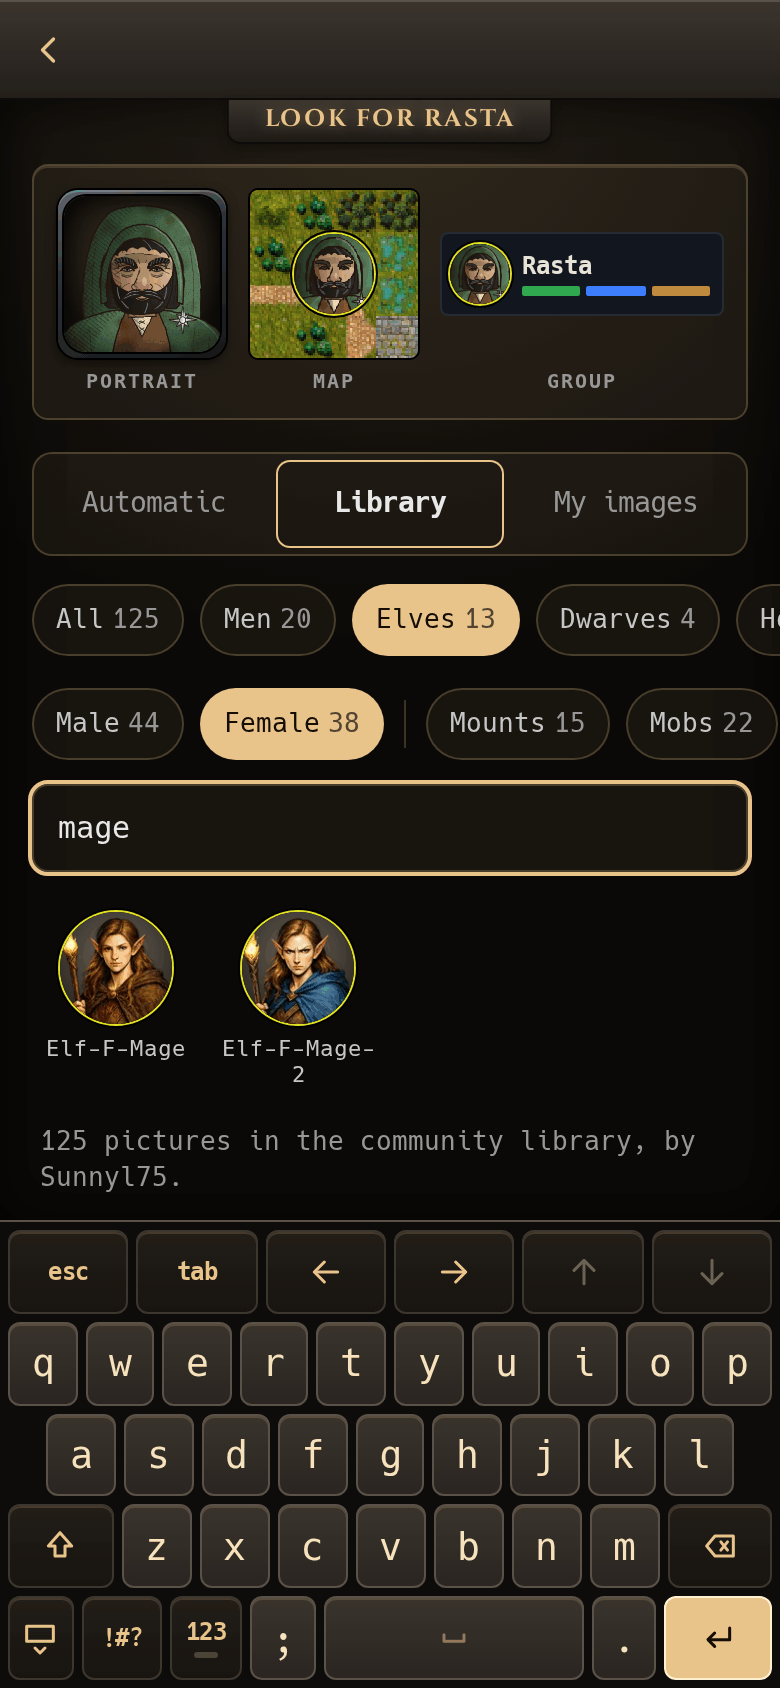 LOOK FOR RASTA
Rasta
PORTRAIT MAP GROUP
Automatic Library My images
All 125 Men 20 Elves 13 Dwarves 4
Male 44 Female 38 Mounts 15 Mobs 22
mage
Elf-F-Mage Elf-F-Mage-
2
125 pictures in the community library, by
Sunnyl75.
esc tab ← → ↑ ↓
q w e r t y u i o p
a s d f g h j k l
z x c v b n m
!#? 123 ; .